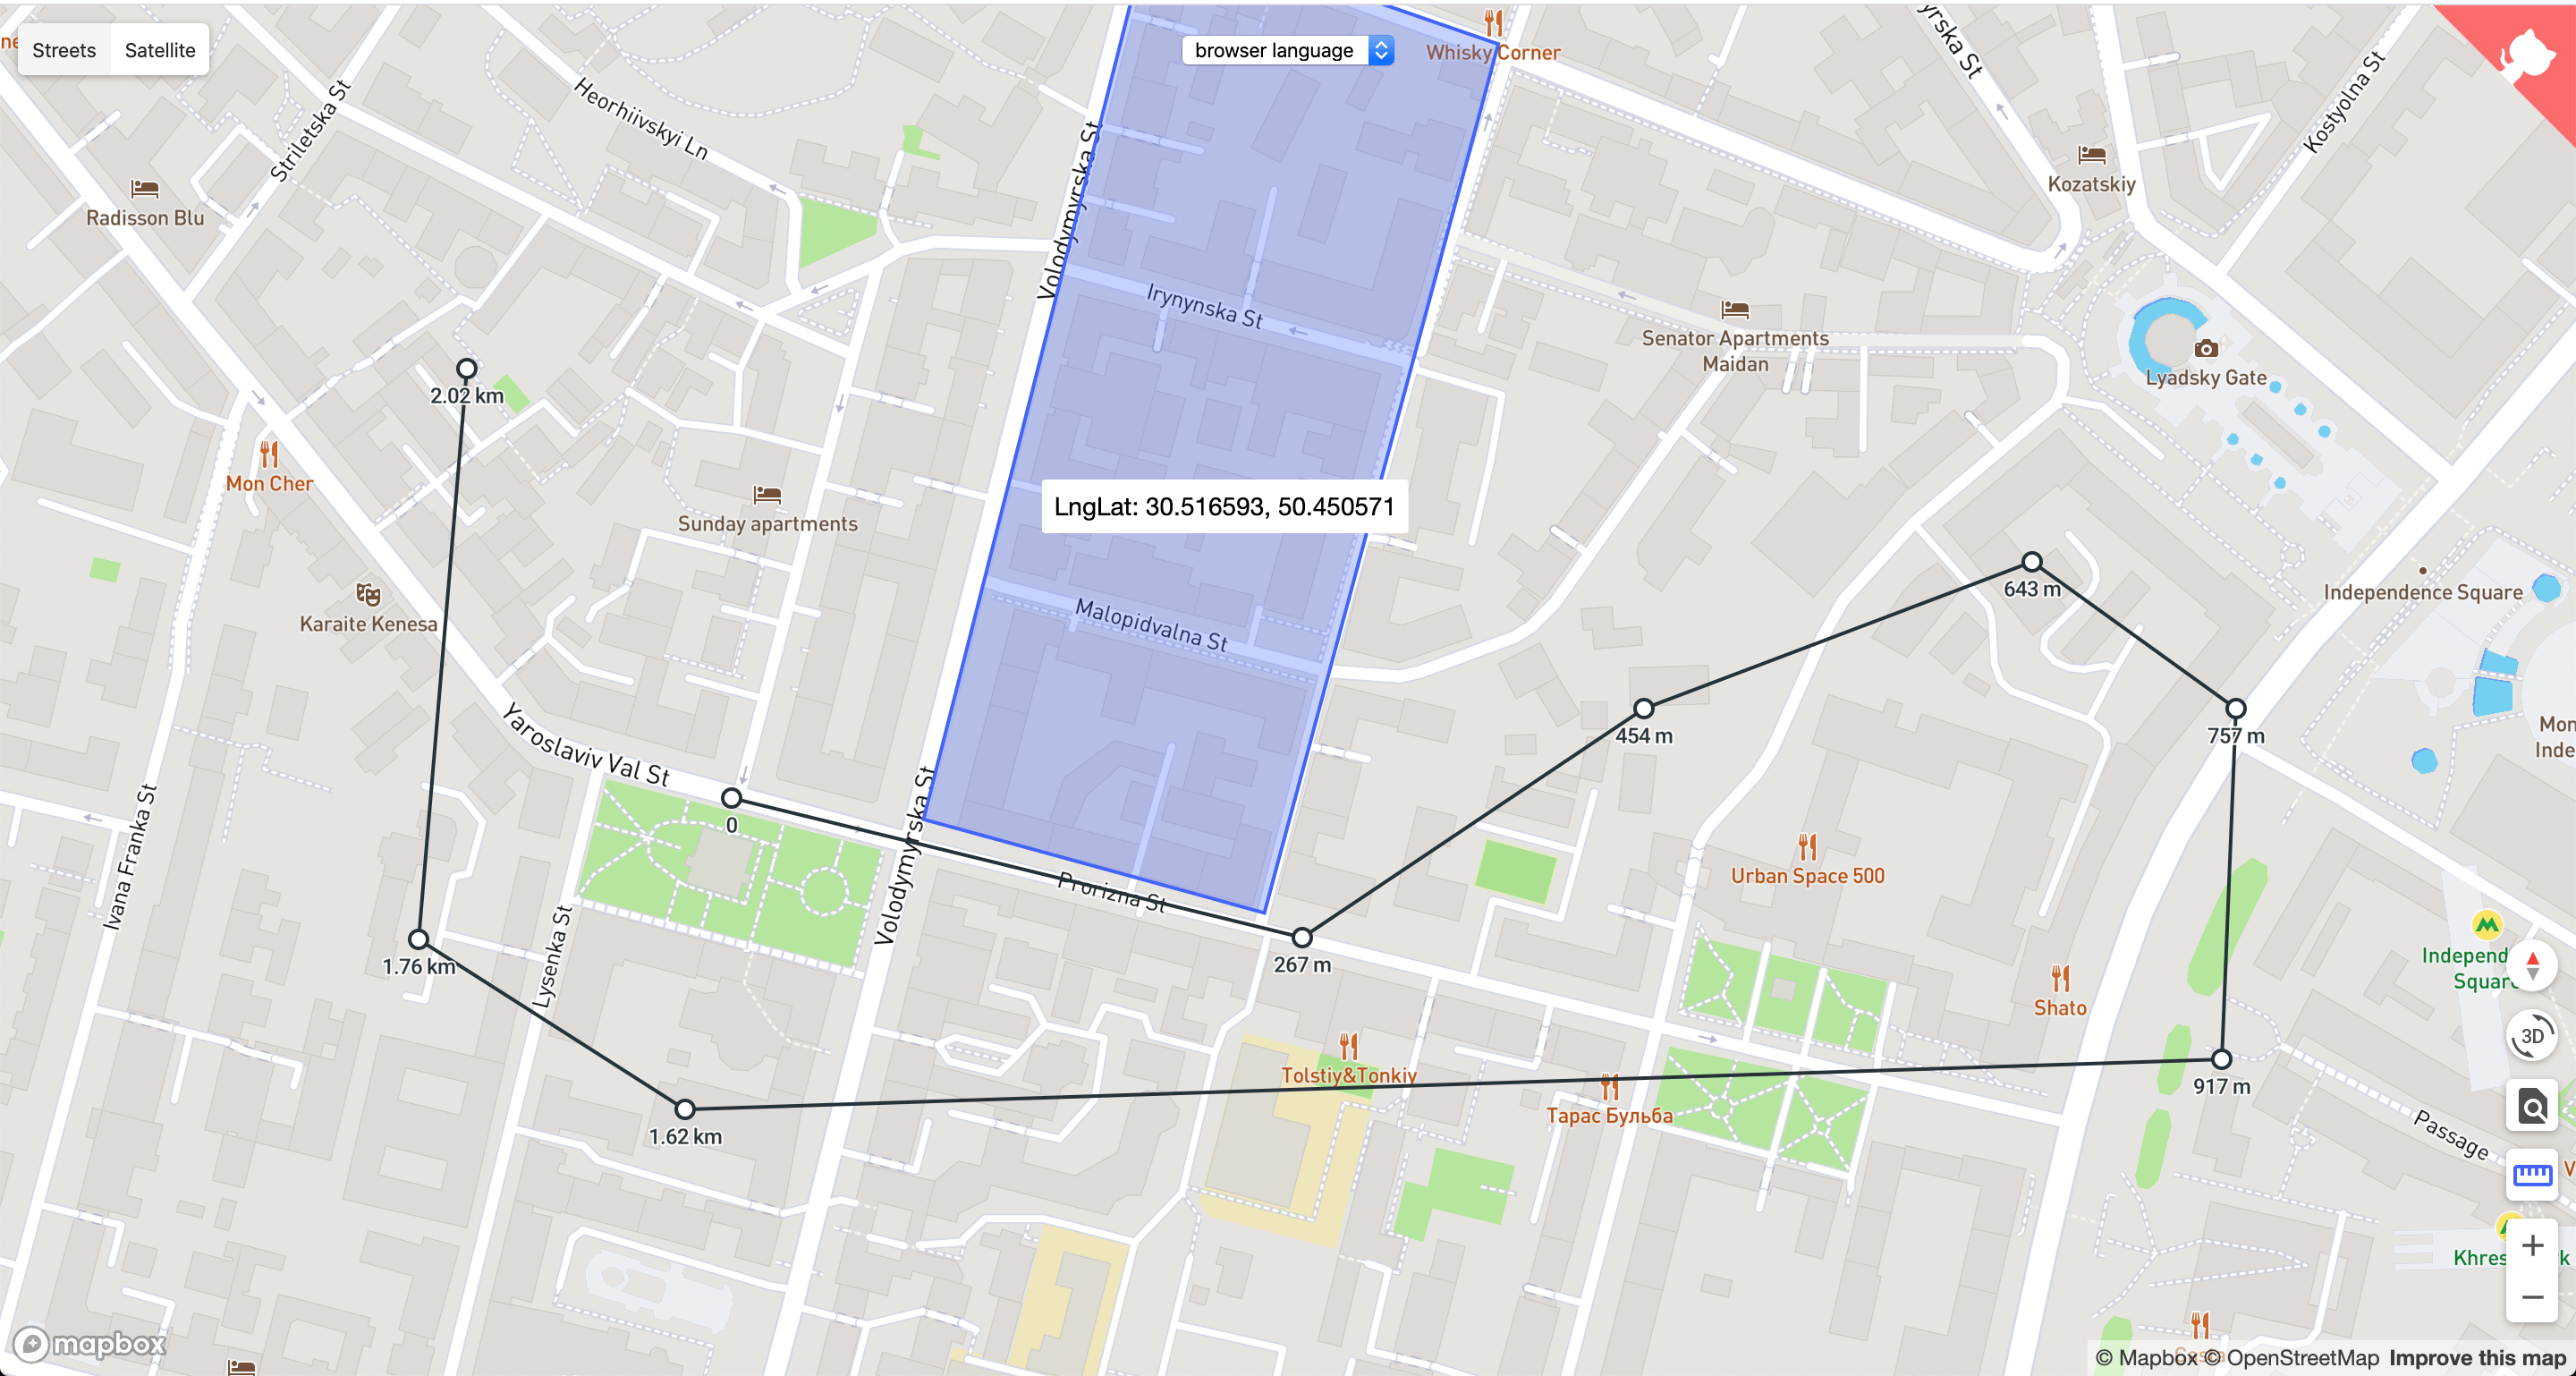 Streets
Satellite
browser language
Whisky Corner
Heorhiivskyi Ln
Striletska St
Volodymyrska St
Kostyolna St
Radisson Blu
Kozatskiy
Irynynska St
Senator Apartments
Maidan
Lyadsky Gate
2.02 km
Mon Cher
Sunday apartments
LngLat: 30.516593, 50.450571
Karaite Kenesa
Malopidvalna St
643 m
Independence Square
454 m
757 m
Yaroslaviv Val St
0
Volodymyrska St
Ivana Franka St
Prorizna St
Urban Space 500
Lysenka St
1.76 km
267 m
Shato
Tolstiy&Tonkiy
Тарас Бульба
917 m
1.62 km
Passage
3D
mapbox
© Mapbox © OpenStreetMap Improve this map